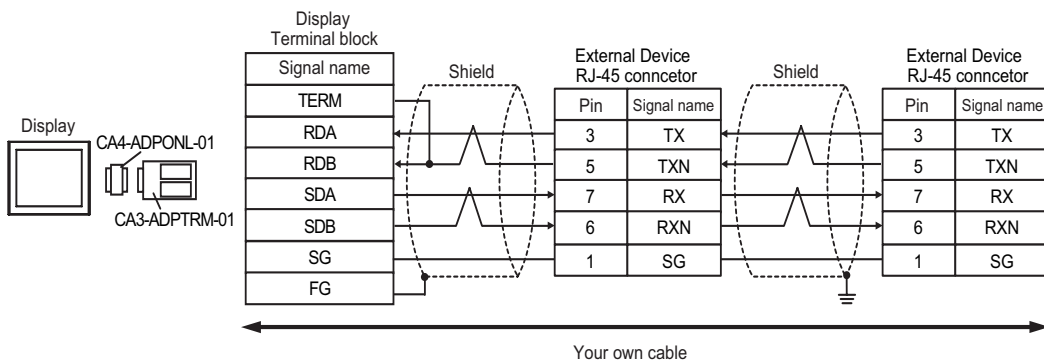 Display
CA4-ADPONL-01
CA3-ADPTRM-01
Display
Terminal block
Signal name
TERM
RDA
RDB
SDA
SDB
SG
FG
Shield
External Device
RJ-45 conncetor
Pin Signal name
3 TX
5 TXN
7 RX
6 RXN
1 SG
Shield
External Device
RJ-45 conncetor
Pin Signal name
3 TX
5 TXN
7 RX
6 RXN
1 SG
Your own cable